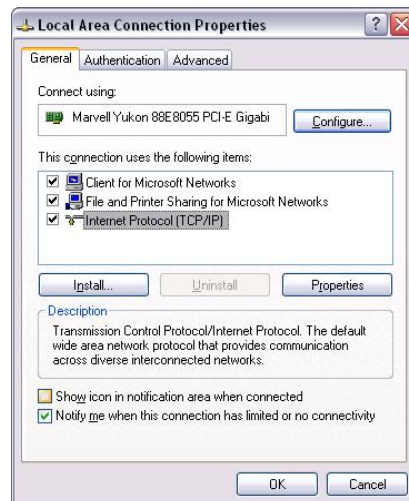 Local Area Connection Properties
General Authentication Advanced
Connect using:
Marvell Yukon 88E8055 PCI-E Gigabi
Configure...
This connection uses the following items:
Client for Microsoft Networks
File and Printer Sharing for Microsoft Networks
Internet Protocol (TCP/IP)
Install... Uninstall Properties
Description
Transmission Control Protocol/Internet Protocol. The default
wide area network protocol that provides communication
across diverse interconnected networks.
Show icon in notification area when connected
Notify me when this connection has limited or no connectivity
OK Cancel